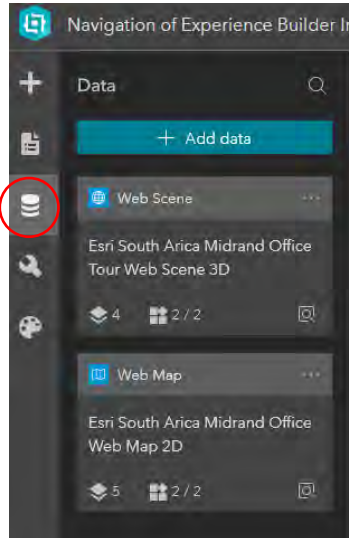 Navigation of Experience Builder I
Data
+ Add data
Web Scene
Esri South Arica Midrand Office
Tour Web Scene 3D
4 2 / 2
Web Map
Esri South Arica Midrand Office
Web Map 2D
5 2 / 2